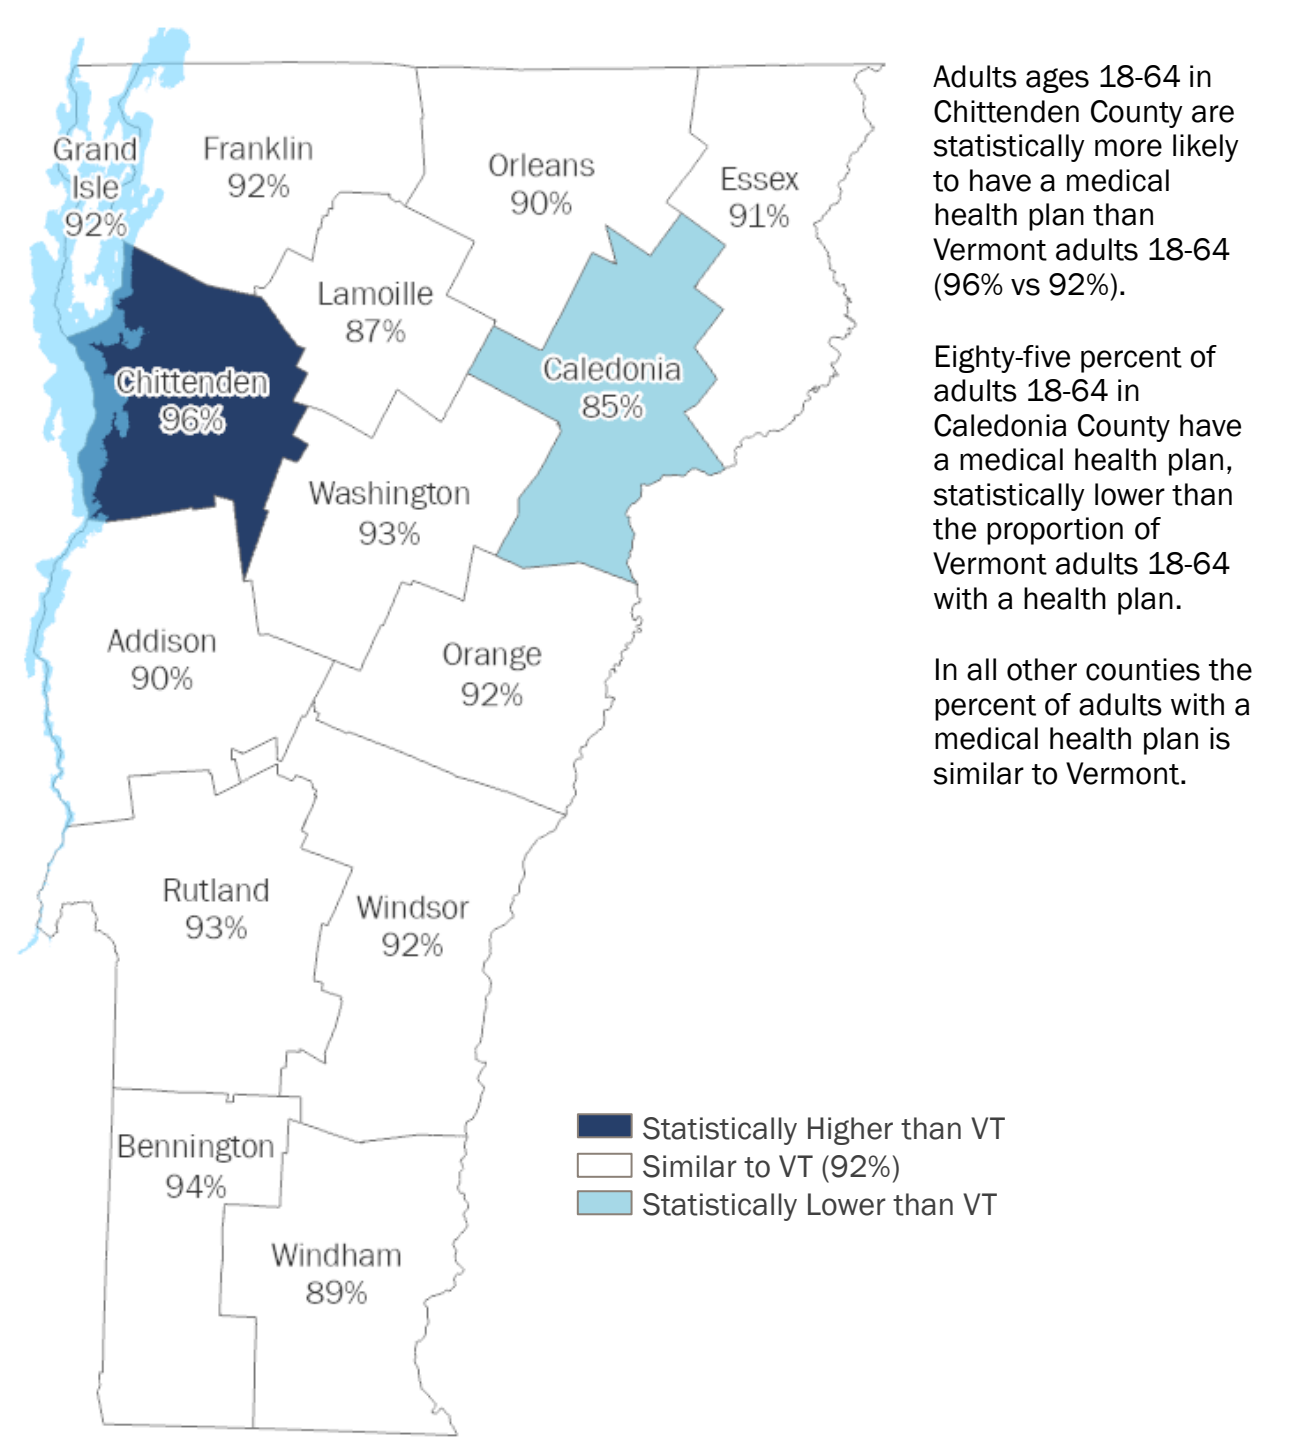 Adults ages 18-64 in
Chittenden County are
statistically more likely
to have a medical
health plan than
Vermont adults 18-64
(96% vs 92%).
Eighty-five percent of
adults 18-64 in
Caledonia County have
a medical health plan,
statistically lower than
the proportion of
Vermont adults 18-64
with a health plan.
In all other counties the
percent of adults with a
medical health plan is
similar to Vermont.
Grand
Isle
92%
Franklin
92%
Orleans
90%
Essex
91%
Lamoille
87%
Chittenden
96%
Caledonia
85%
Washington
93%
Addison
90%
Orange
92%
Rutland
93%
Windsor
92%
Bennington
94%
Windham
89%
Statistically Higher than VT
Similar to VT (92%)
Statistically Lower than VT